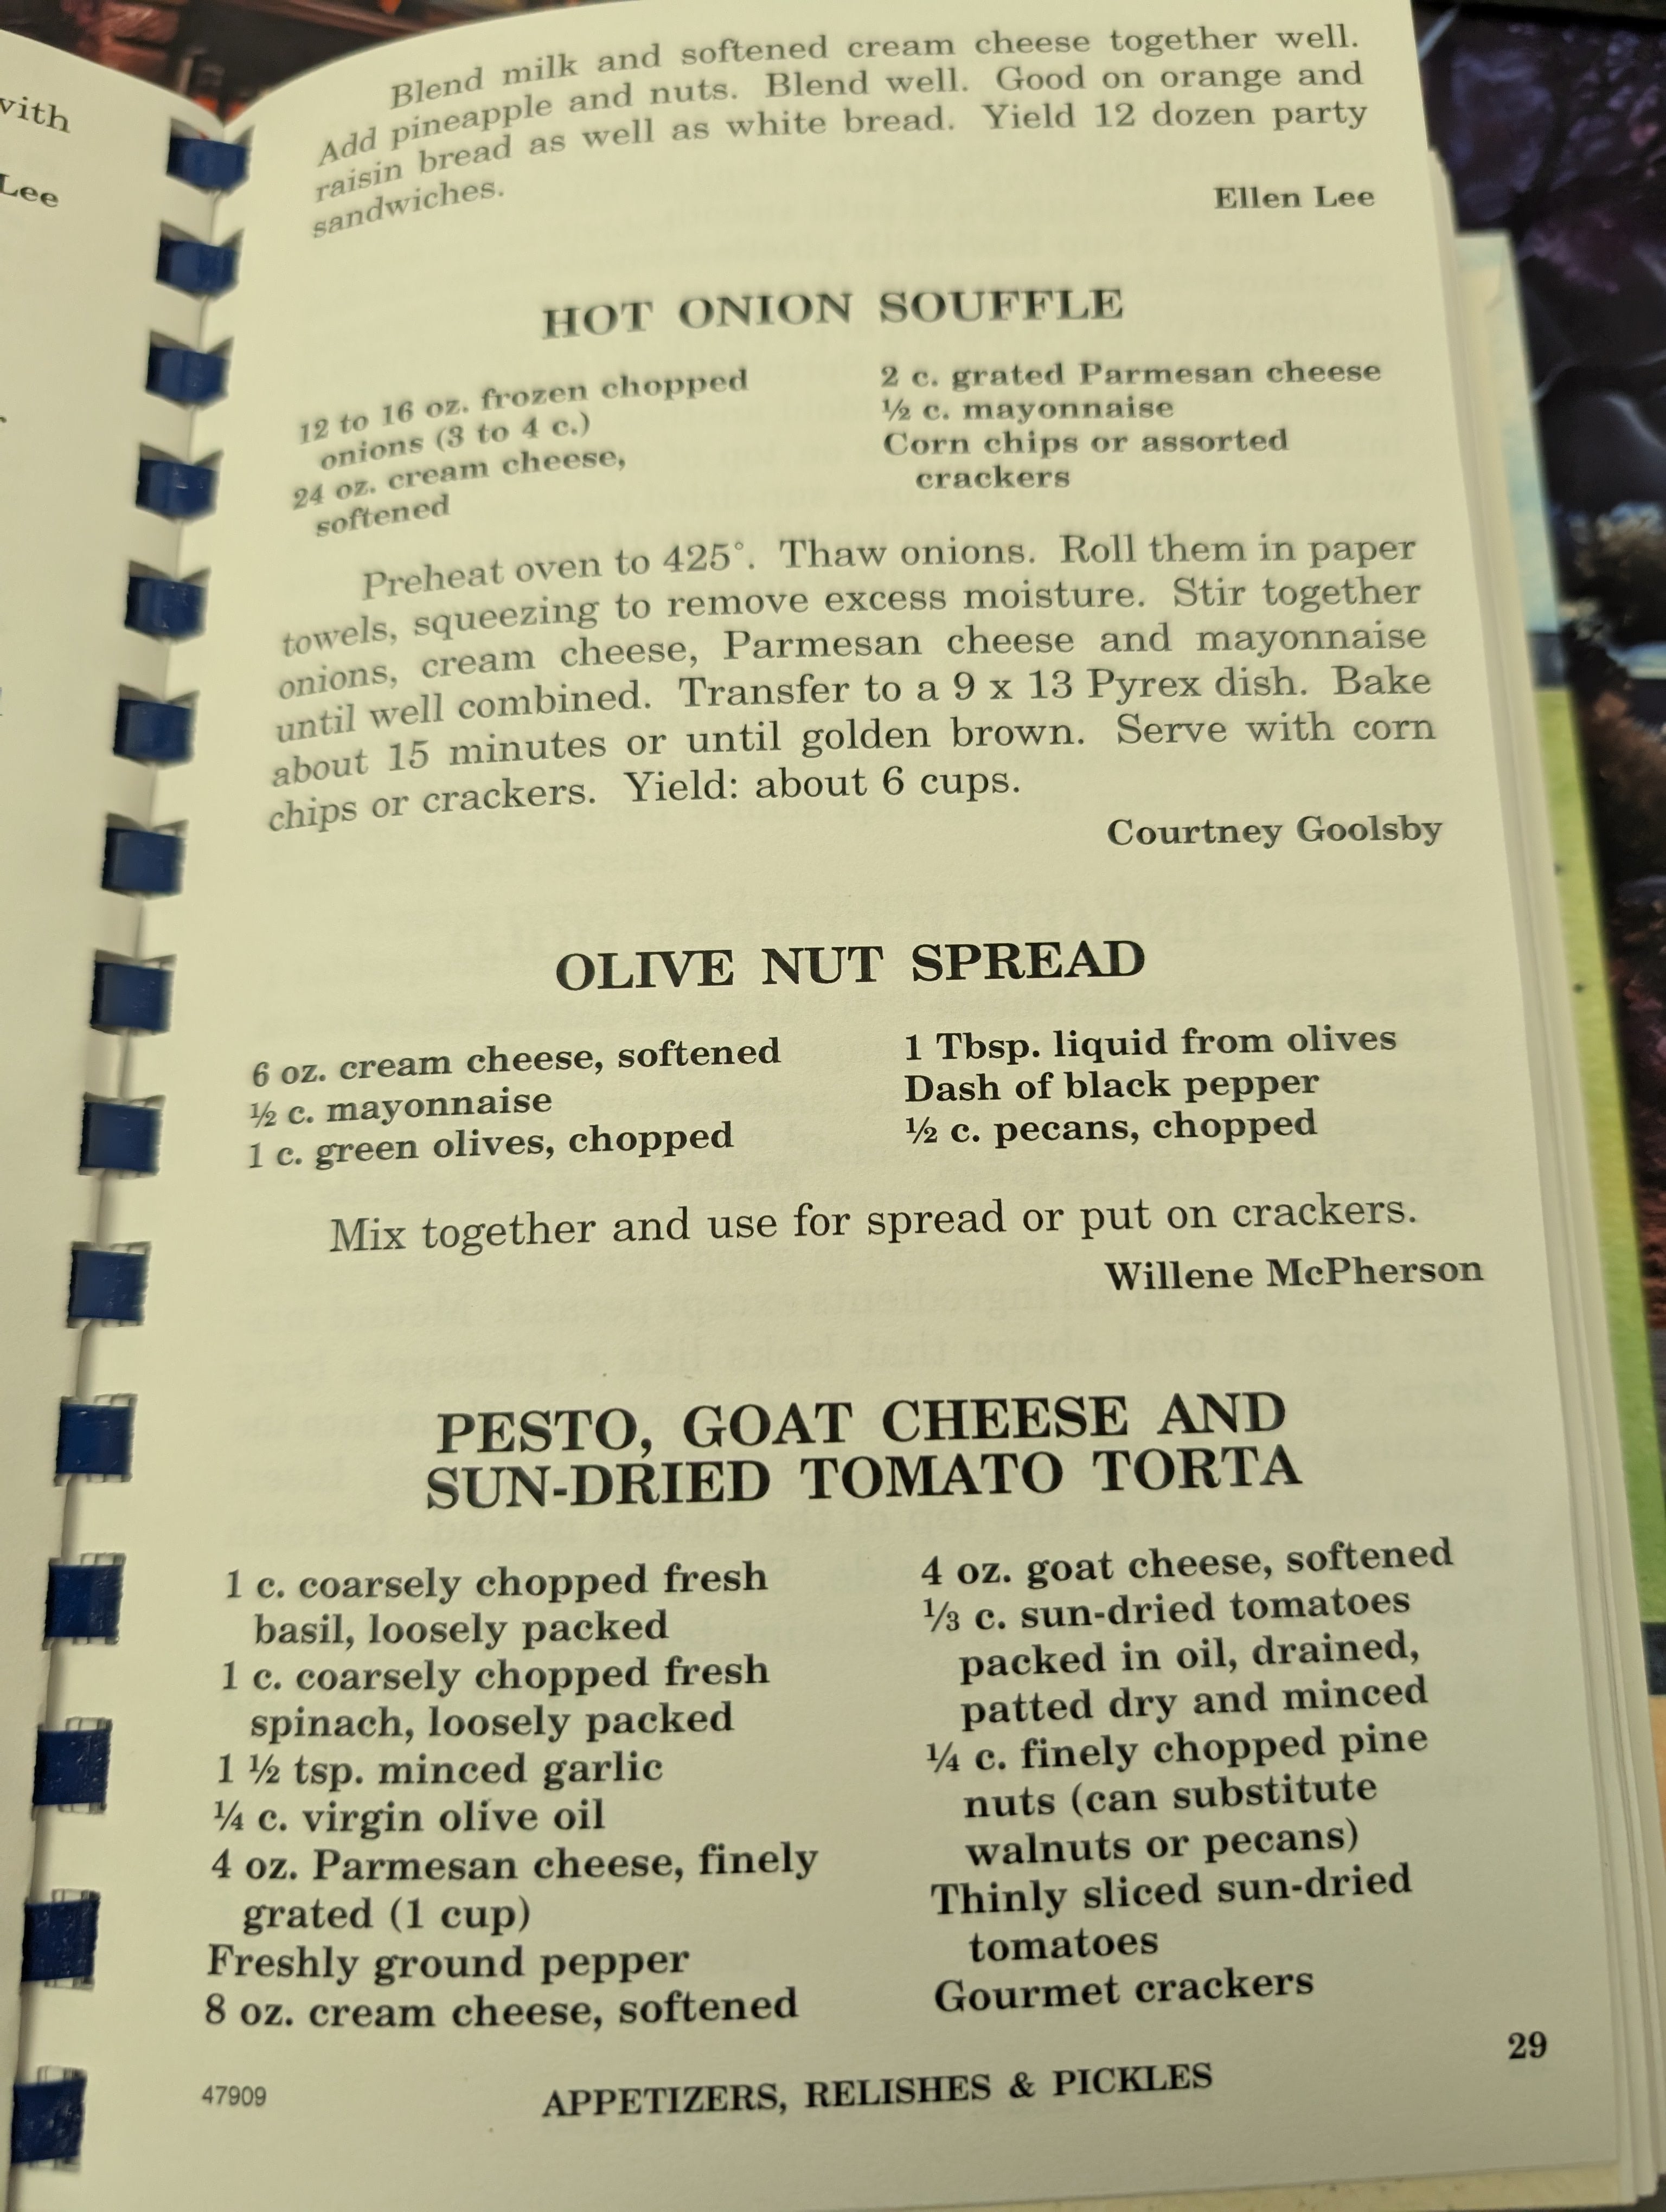 with
Lee
Blend milk and softened cream cheese together well.
Add pineapple and nuts. Blend well. Good on orange and
raisin bread as well as white bread. Yield 12 dozen party
sandwiches.
Ellen Lee
HOT ONION SOUFFLE
12 to 16 oz. frozen chopped
onions (3 to 4 c.)
24 oz. cream cheese,
softened
2 c. grated Parmesan cheese
½ c. mayonnaise
Corn chips or assorted
crackers
Preheat oven to 425°. Thaw onions. Roll them in paper
towels, squeezing to remove excess moisture. Stir together
onions, cream cheese, Parmesan cheese and mayonnaise
until well combined. Transfer to a 9 x 13 Pyrex dish. Bake
about 15 minutes or until golden brown. Serve with corn
chips or crackers. Yield: about 6 cups.
Courtney Goolsby
OLIVE NUT SPREAD
6 oz. cream cheese, softened
½ c. mayonnaise
1 c. green olives, chopped
1 Tbsp. liquid from olives
Dash of black pepper
½ c. pecans, chopped
Mix together and use for spread or put on crackers.
Willene McPherson
PESTO, GOAT CHEESE AND
SUN-DRIED TOMATO TORTA
1 c. coarsely chopped fresh
basil, loosely packed
1 c. coarsely chopped fresh
spinach, loosely packed
1 ½ tsp. minced garlic
¼ c. virgin olive oil
4 oz. Parmesan cheese, finely
grated (1 cup)
Freshly ground pepper
8 oz. cream cheese, softened
4 oz. goat cheese, softened
⅓ c. sun-dried tomatoes
packed in oil, drained,
patted dry and minced
¼ c. finely chopped pine
nuts (can substitute
walnuts or pecans)
Thinly sliced sun-dried
tomatoes
Gourmet crackers
47909
APPETIZERS, RELISHES & PICKLES
29